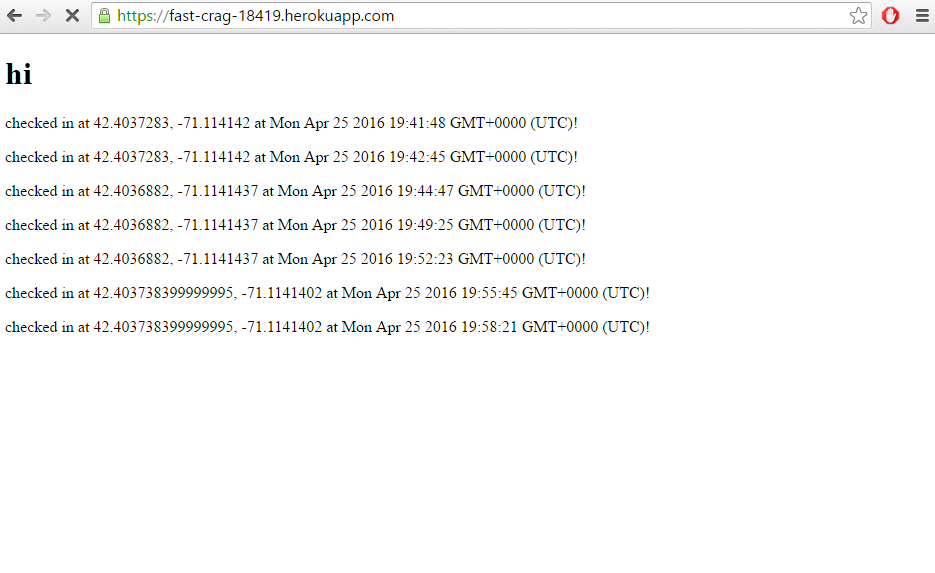 https://fast-crag-18419.herokuapp.com
hi
checked in at 42.4037283, -71.114142 at Mon Apr 25 2016 19:41:48 GMT+0000 (UTC)!
checked in at 42.4037283, -71.114142 at Mon Apr 25 2016 19:42:45 GMT+0000 (UTC)!
checked in at 42.4036882, -71.1141437 at Mon Apr 25 2016 19:44:47 GMT+0000 (UTC)!
checked in at 42.4036882, -71.1141437 at Mon Apr 25 2016 19:49:25 GMT+0000 (UTC)!
checked in at 42.4036882, -71.1141437 at Mon Apr 25 2016 19:52:23 GMT+0000 (UTC)!
checked in at 42.403738399999995, -71.1141402 at Mon Apr 25 2016 19:55:45 GMT+0000 (UTC)!
checked in at 42.403738399999995, -71.1141402 at Mon Apr 25 2016 19:58:21 GMT+0000 (UTC)!